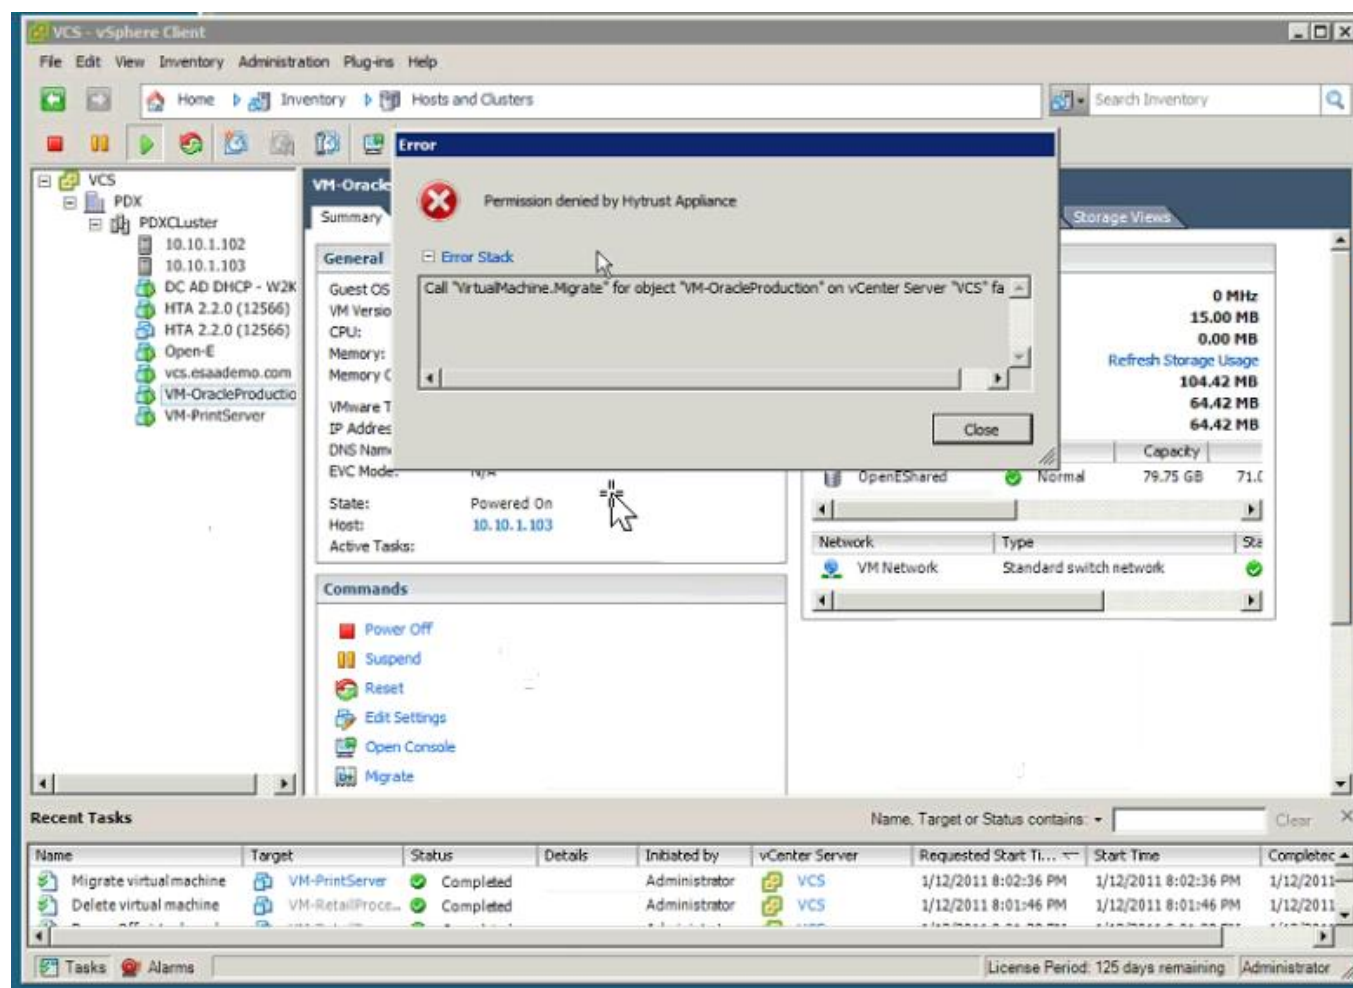 VCS - vSphere Client
File Edit View Inventory Administration Plug-ins Help
Home Inventory Hosts and Clusters
Search Inventory
VCS
PDX
PDXCLuster
10.10.1.102
10.10.1.103
DC AD DHCP - W2K
HTA 2.2.0 (12566)
HTA 2.2.0 (12566)
Open-E
vcs.esaademo.com
VM-OracleProductio
VM-PrintServer
VM-Oracle
Summary
Storage Views
Error
Permission denied by Hytrust Appliance
Error Stack
Call "VirtualMachine.Migrate" for object "VM-OracleProduction" on vCenter Server "VCS" fa
Close
General
Guest OS
VM Versio
CPU:
Memory:
Memory C
VMware T
IP Addres
DNS Nam
EVC Mode: N/A
State: Powered On
Host: 10.10.1.103
Active Tasks:
0 MHz
15.00 MB
0.00 MB
Refresh Storage Usage
104.42 MB
64.42 MB
64.42 MB
Capacity
OpenEShared Normal 79.75 GB 71.0
Network Type Sta
VM Network Standard switch network
Commands
Power Off
Suspend
Reset
Edit Settings
Open Console
Migrate
Recent Tasks
Name, Target or Status contains: Clear
Name Target Status Details Initiated by vCenter Server Requested Start Ti... Start Time Completec
Migrate virtual machine VM-PrintServer Completed Administrator VCS 1/12/2011 8:02:36 PM 1/12/2011 8:02:36 PM 1/12/2011
Delete virtual machine VM-RetailProce... Completed Administrator VCS 1/12/2011 8:01:46 PM 1/12/2011 8:01:46 PM 1/12/2011
Tasks Alarms License Period: 125 days remaining Administrator